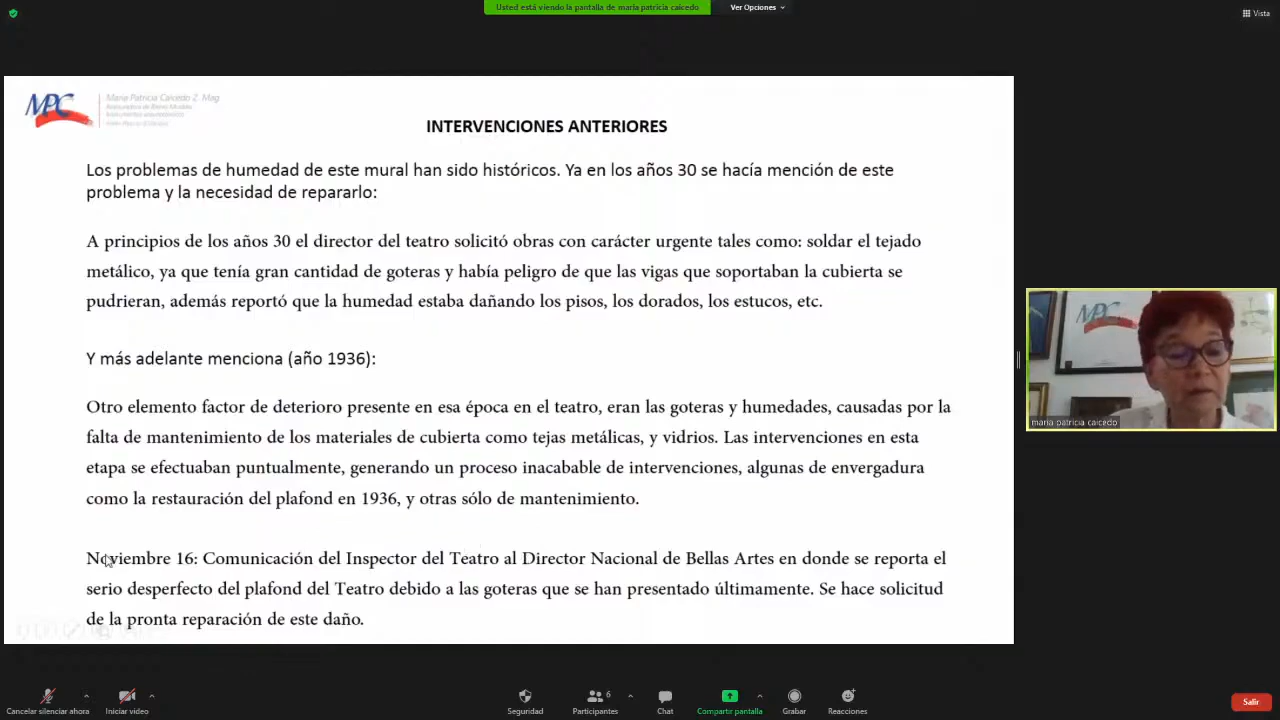 Usted está viendo la pantalla de maria patricia caicedo
Ver Opciones
Vista
MPC
Maria Patricia Caicedo Z. Mag.
INTERVENCIONES ANTERIORES
Los problemas de humedad de este mural han sido históricos. Ya en los años 30 se hacía mención de este
problema y la necesidad de repararlo:
A principios de los años 30 el director del teatro solicitó obras con carácter urgente tales como: soldar el tejado
metálico, ya que tenía gran cantidad de goteras y había peligro de que las vigas que soportaban la cubierta se
pudrieran, además reportó que la humedad estaba dañando los pisos, los dorados, los estucos, etc.
Y más adelante menciona (año 1936):
Otro elemento factor de deterioro presente en esa época en el teatro, eran las goteras y humedades, causadas por la
falta de mantenimiento de los materiales de cubierta como tejas metálicas, y vidrios. Las intervenciones en esta
etapa se efectuaban puntualmente, generando un proceso inacabable de intervenciones, algunas de envergadura
como la restauración del plafond en 1936, y otras sólo de mantenimiento.
Noviembre 16: Comunicación del Inspector del Teatro al Director Nacional de Bellas Artes en donde se reporta el
serio desperfecto del plafond del Teatro debido a las goteras que se han presentado últimamente. Se hace solicitud
de la pronta reparación de este daño.
MPC
maria patricia caicedo
Cancelar silenciar ahora
Iniciar video
Seguridad
6
Participantes
Chat
Compartir pantalla
Grabar
Reacciones
Salir